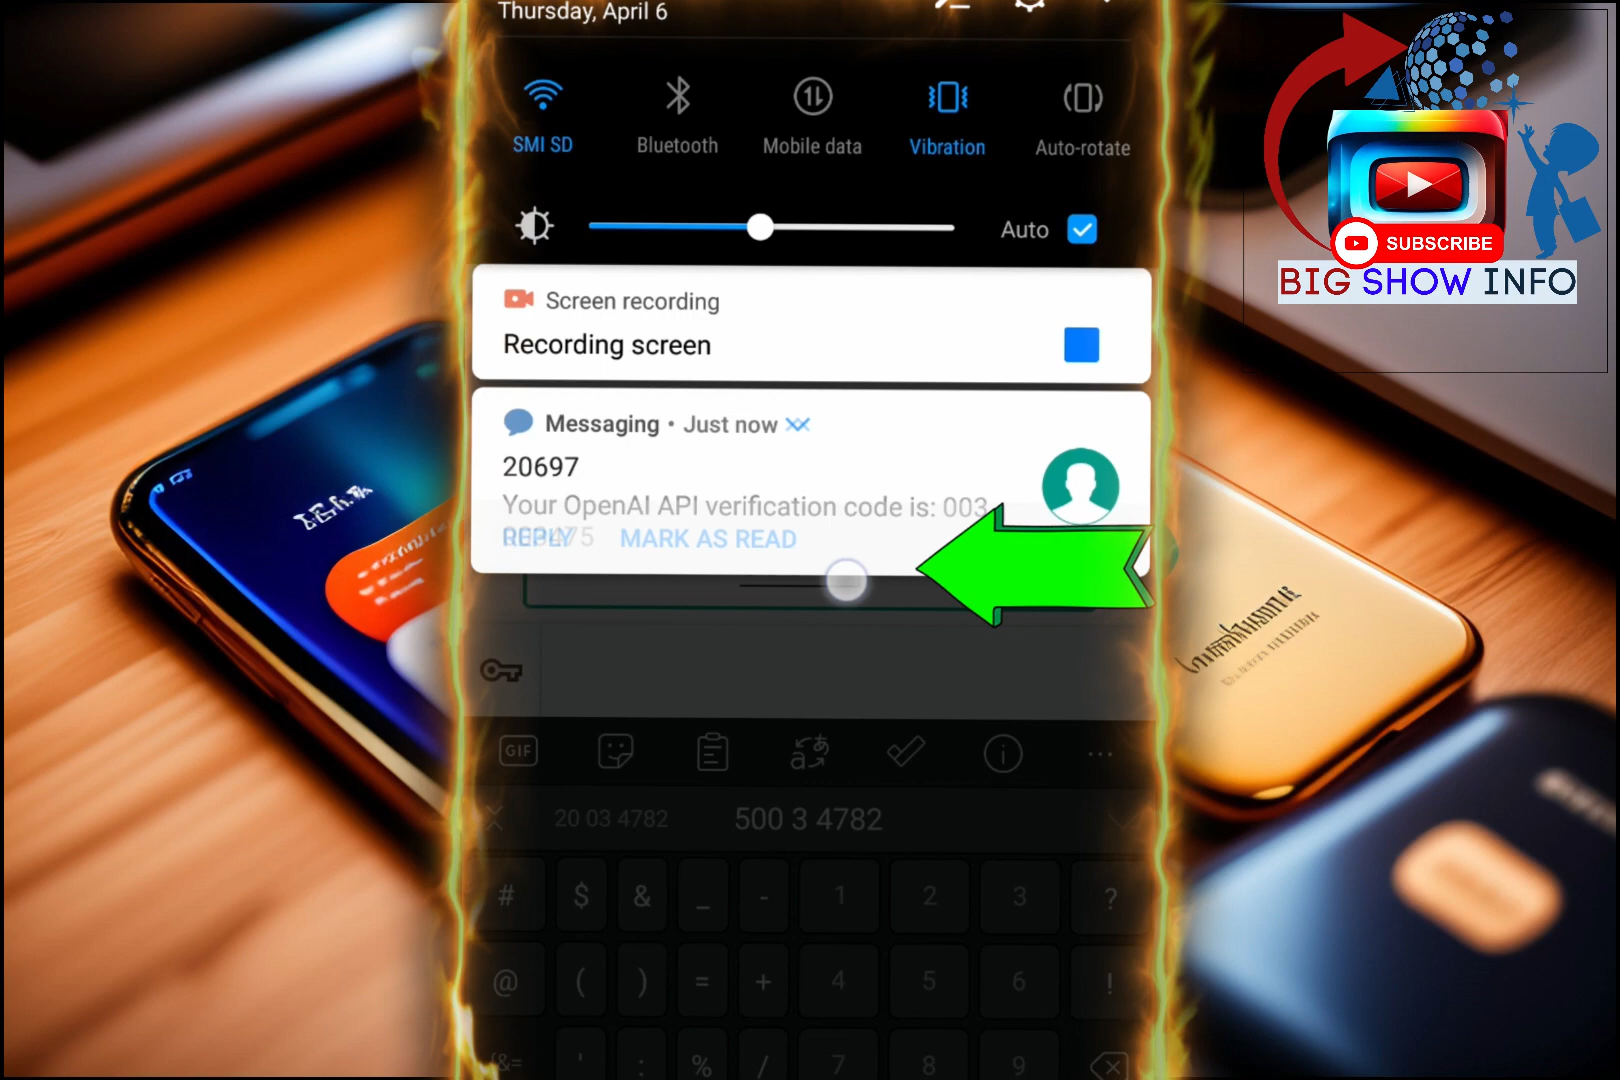 Thursday, April 6
SMI SD
Bluetooth
Mobile data
Vibration
Auto-rotate
Auto
SUBSCRIBE
BIG SHOW INFO
Screen recording
Recording screen
Messaging • Just now
20697
Your OpenAI API verification code is: 003
REPLY MARK AS READ
GIF
20 03 4782 500 3 4782
# $ & _ - 1 2 3 ?
@ ( ) = + 4 5 6 !
' : % / 7 8 9